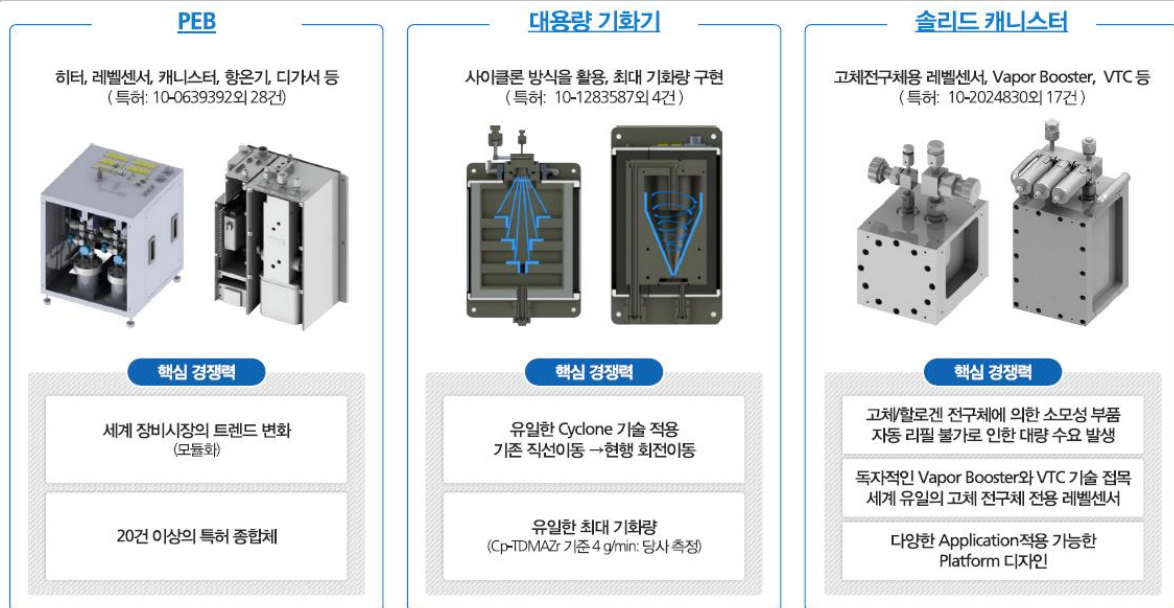 PEB
히터, 레벨센서, 캐니스터, 항온기, 디가서 등
( 특허: 10-0639392외 28건)
핵심 경쟁력
세계 장비시장의 트렌드 변화
(모듈화)
20건 이상의 특허 종합체
대용량 기화기
사이클론 방식을 활용, 최대 기화량 구현
( 특허: 10-1283587외 4건 )
핵심 경쟁력
유일한 Cyclone 기술 적용
기존 직선이동 →현행 회전이동
유일한 최대 기화량
(Cp-TDMAZr 기준 4 g/min: 당사 측정)
솔리드 캐니스터
고체전구체용 레벨센서, Vapor Booster, VTC 등
( 특허: 10-2024830외 17건 )
핵심 경쟁력
고체/할로겐 전구체에 의한 소모성 부품
자동 리필 불가로 인한 대량 수요 발생
독자적인 Vapor Booster와 VTC 기술 접목
세계 유일의 고체 전구체 전용 레벨센서
다양한 Application적용 가능한
Platform 디자인